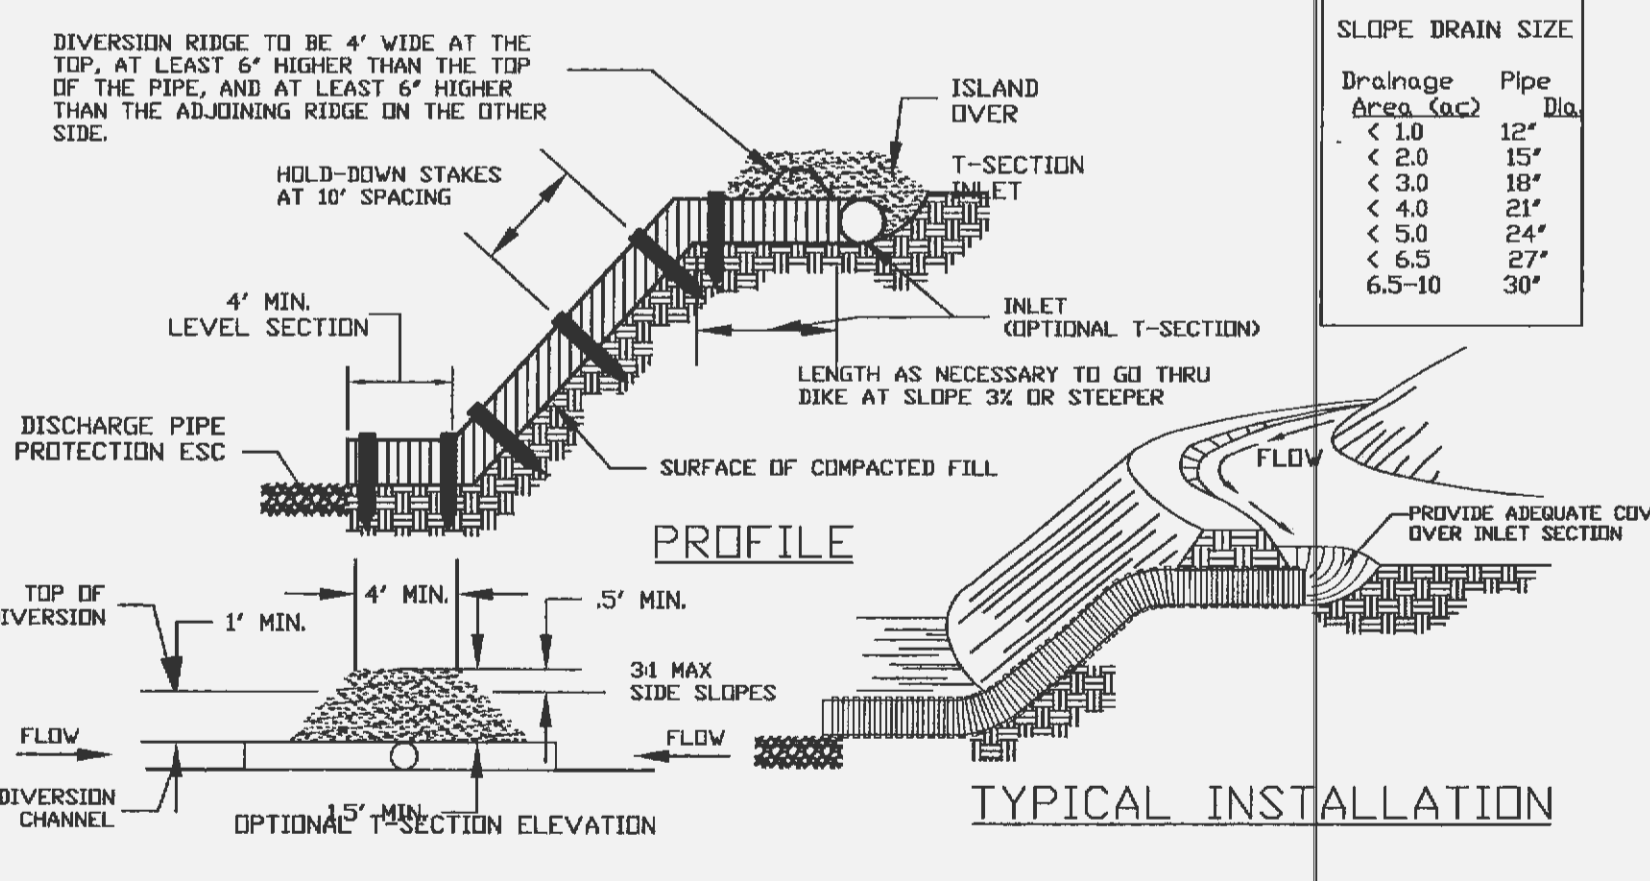 DIVERSION RIDGE TO BE 4' WIDE AT THE
TOP, AT LEAST 6" HIGHER THAN THE TOP
OF THE PIPE, AND AT LEAST 6" HIGHER
THAN THE ADJOINING RIDGE ON THE OTHER
SIDE.
ISLAND
OVER
T-SECTION
INLET
HOLD-DOWN STAKES
AT 10' SPACING
4' MIN.
LEVEL SECTION
INLET
(OPTIONAL T-SECTION)
LENGTH AS NECESSARY TO GO THRU
DIKE AT SLOPE 3% OR STEEPER
DISCHARGE PIPE
PROTECTION ESC
SURFACE OF COMPACTED FILL
PROFILE
SLOPE DRAIN SIZE
Drainage Pipe
Area (ac) Dia.
< 1.0 12"
< 2.0 15"
< 3.0 18"
< 4.0 21"
< 5.0 24"
< 6.5 27"
6.5-10 30"
FLOW
PROVIDE ADEQUATE COV
OVER INLET SECTION
TYPICAL INSTALLATION
TOP OF
IVERSION
1' MIN.
4' MIN.
.5' MIN.
3:1 MAX
SIDE SLOPES
FLOW
FLOW
DIVERSION
CHANNEL
1.5' MIN.
OPTIONAL T-SECTION ELEVATION